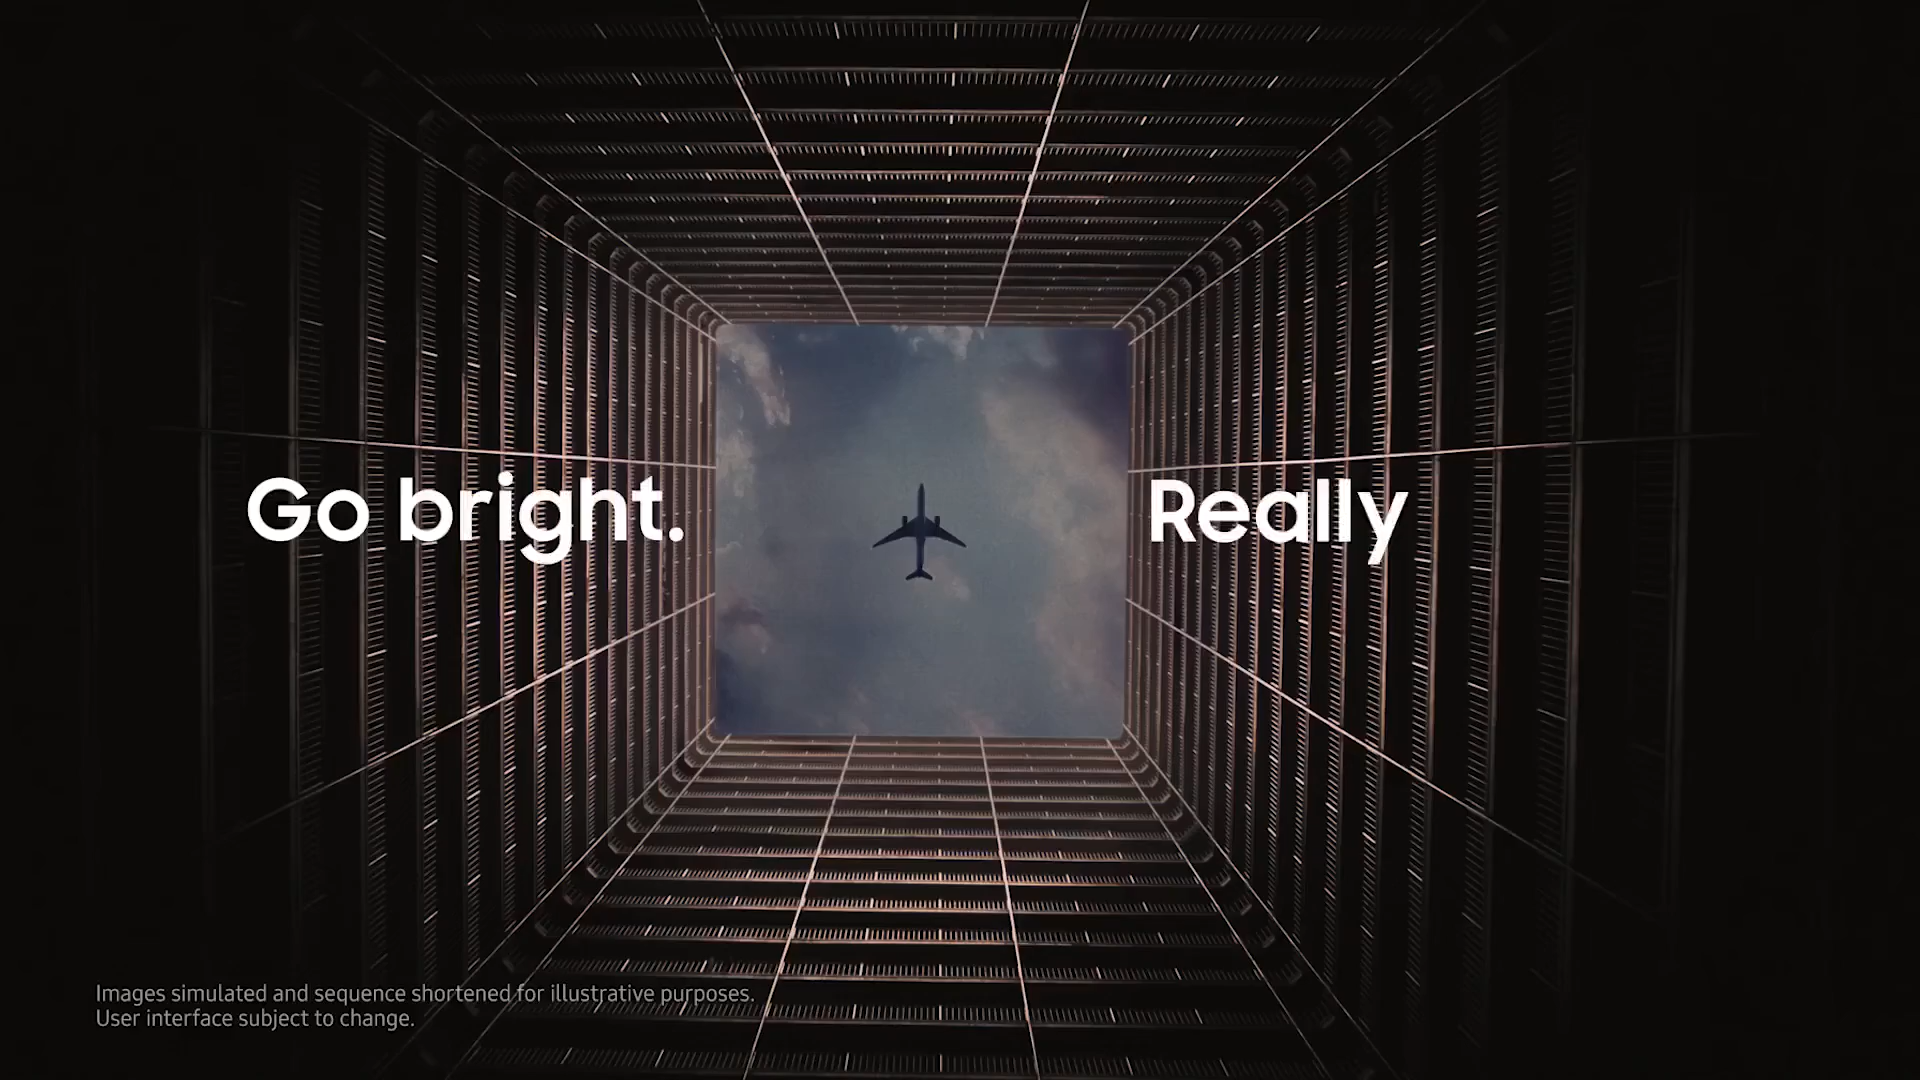 Go bright. Really
Images simulated and sequence shortened for illustrative purposes.
User interface subject to change.